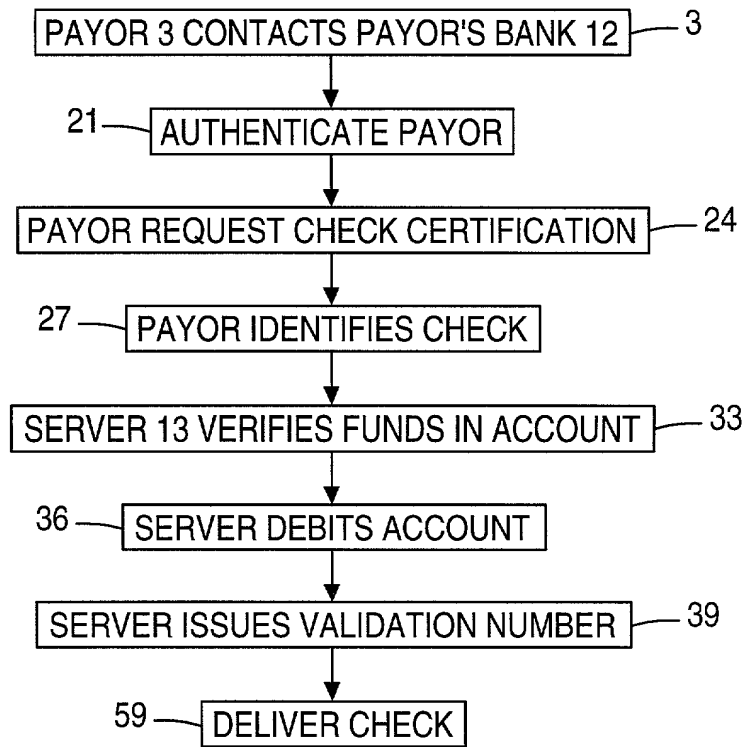 PAYOR 3 CONTACTS PAYOR'S BANK 12 3
21 AUTHENTICATE PAYOR
PAYOR REQUEST CHECK CERTIFICATION 24
27 PAYOR IDENTIFIES CHECK
SERVER 13 VERIFIES FUNDS IN ACCOUNT 33
36 SERVER DEBITS ACCOUNT
SERVER ISSUES VALIDATION NUMBER 39
59 DELIVER CHECK